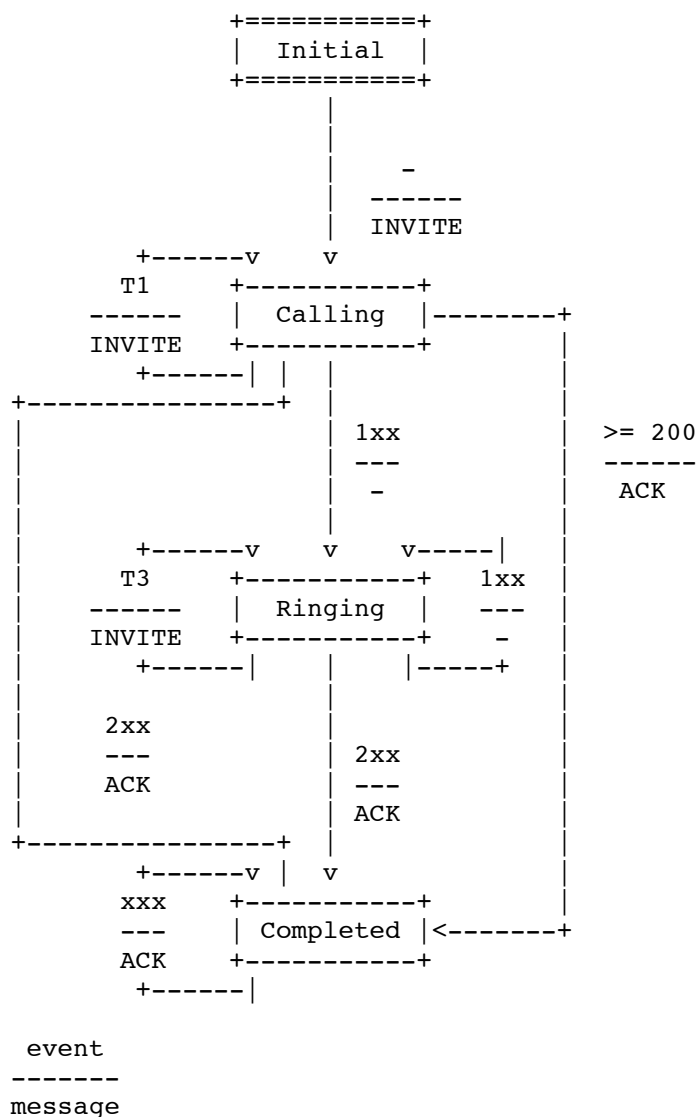 +===========+
|  Initial  |
+===========+
|
|
|    -
|  ------
|  INVITE
+------v     v
T1       +-----------+
------   |  Calling  |--------+
INVITE   +-----------+        |
+------| |  |               |
+----------------+  |               |
|                   | 1xx           |  >= 200
|                   | ---           |  ------
|                   |  -            |   ACK
|                   |               |
+------v     v    v-----|
T3      +-----------+   1xx
------  |  Ringing  |   ---
INVITE  +-----------+    -
+------|    |    |-----+
2xx         |
---         | 2xx
ACK         | ---
|           | ACK
+----------------+  |
+------v |  v
xxx     +-----------+
---     | Completed |<-------+
ACK     +-----------+
+------|
event
-------
message